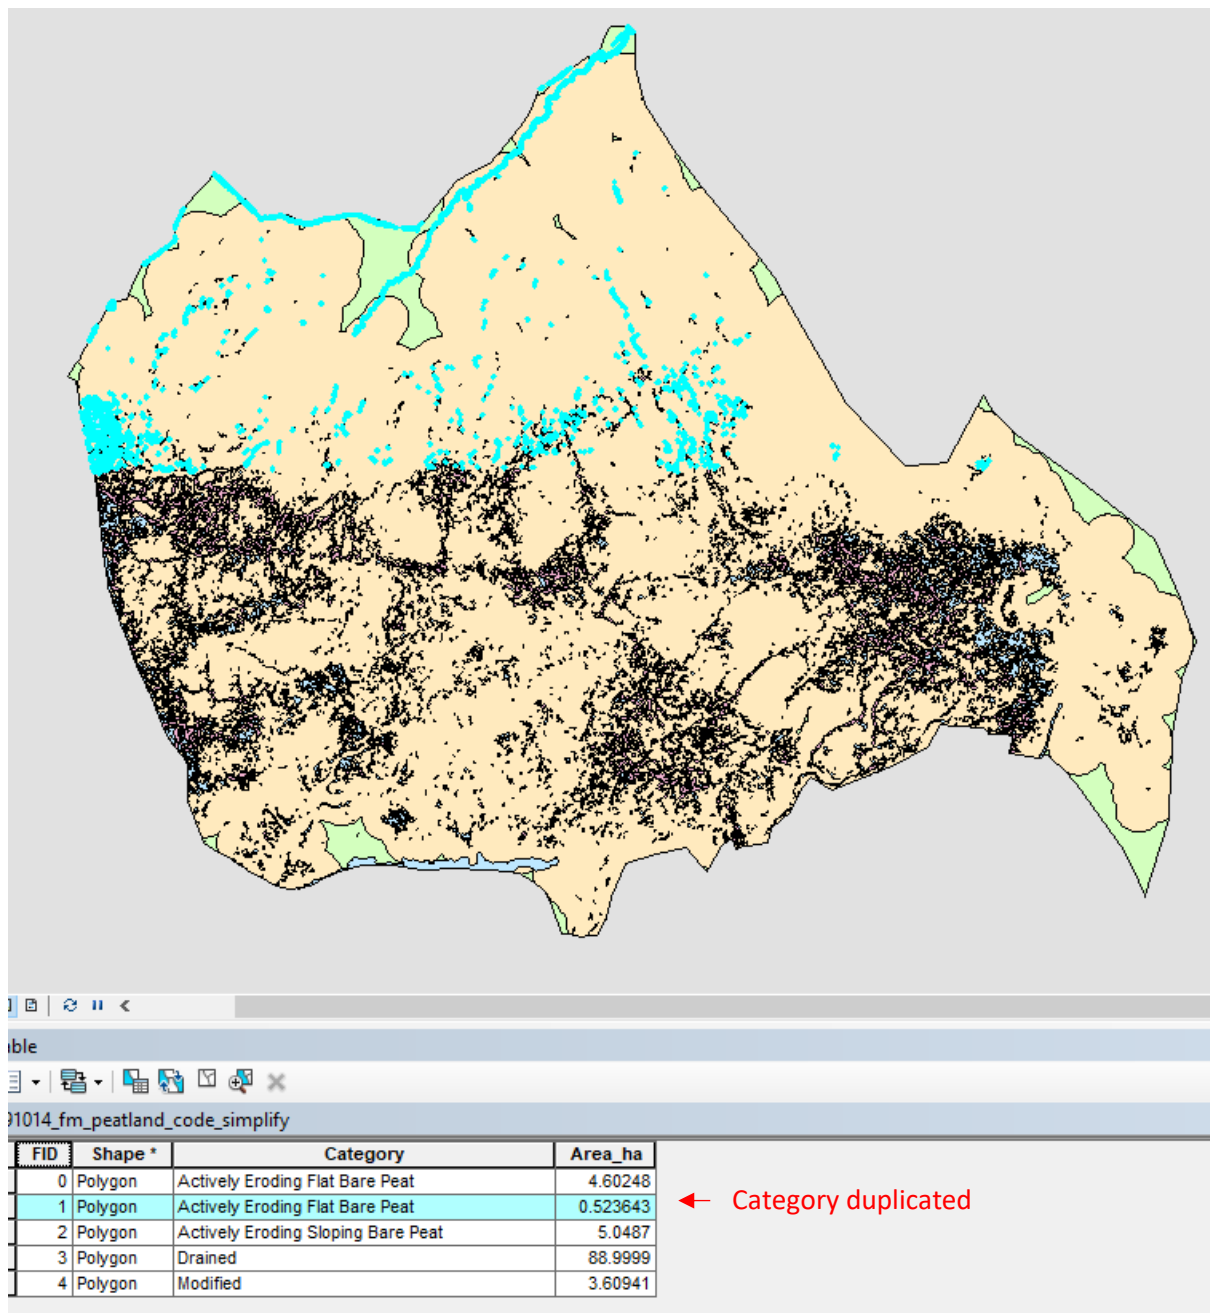 ble
91014_fm_peatland_code_simplify
FID Shape * Category Area_ha
0 Polygon Actively Eroding Flat Bare Peat 4.60248
1 Polygon Actively Eroding Flat Bare Peat 0.523643 Category duplicated
2 Polygon Actively Eroding Sloping Bare Peat 5.0487
3 Polygon Drained 88.9999
4 Polygon Modified 3.60941